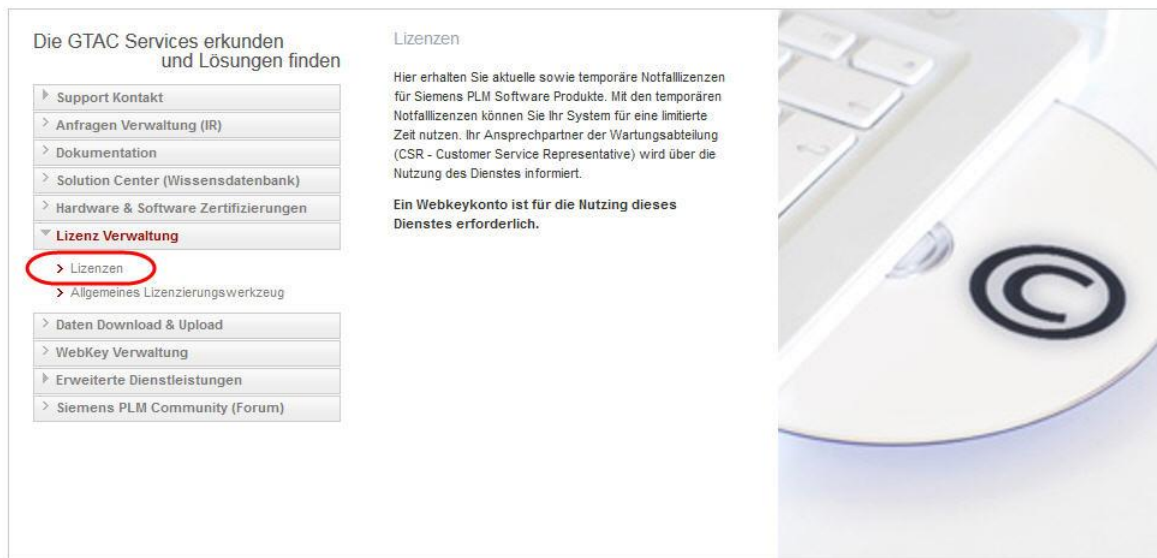 Die GTAC Services erkunden
und Lösungen finden
Support Kontakt
Anfragen Verwaltung (IR)
Dokumentation
Solution Center (Wissensdatenbank)
Hardware & Software Zertifizierungen
Lizenz Verwaltung
Lizenzen
Allgemeines Lizenzierungswerkzeug
Daten Download & Upload
WebKey Verwaltung
Erweiterte Dienstleistungen
Siemens PLM Community (Forum)
Lizenzen
Hier erhalten Sie aktuelle sowie temporäre Notfalllizenzen
für Siemens PLM Software Produkte. Mit den temporären
Notfalllizenzen können Sie Ihr System für eine limitierte
Zeit nutzen. Ihr Ansprechpartner der Wartungsabteilung
(CSR - Customer Service Representative) wird über die
Nutzung des Dienstes informiert.
Ein Webkeykonto ist für die Nutzing dieses
Dienstes erforderlich.
©